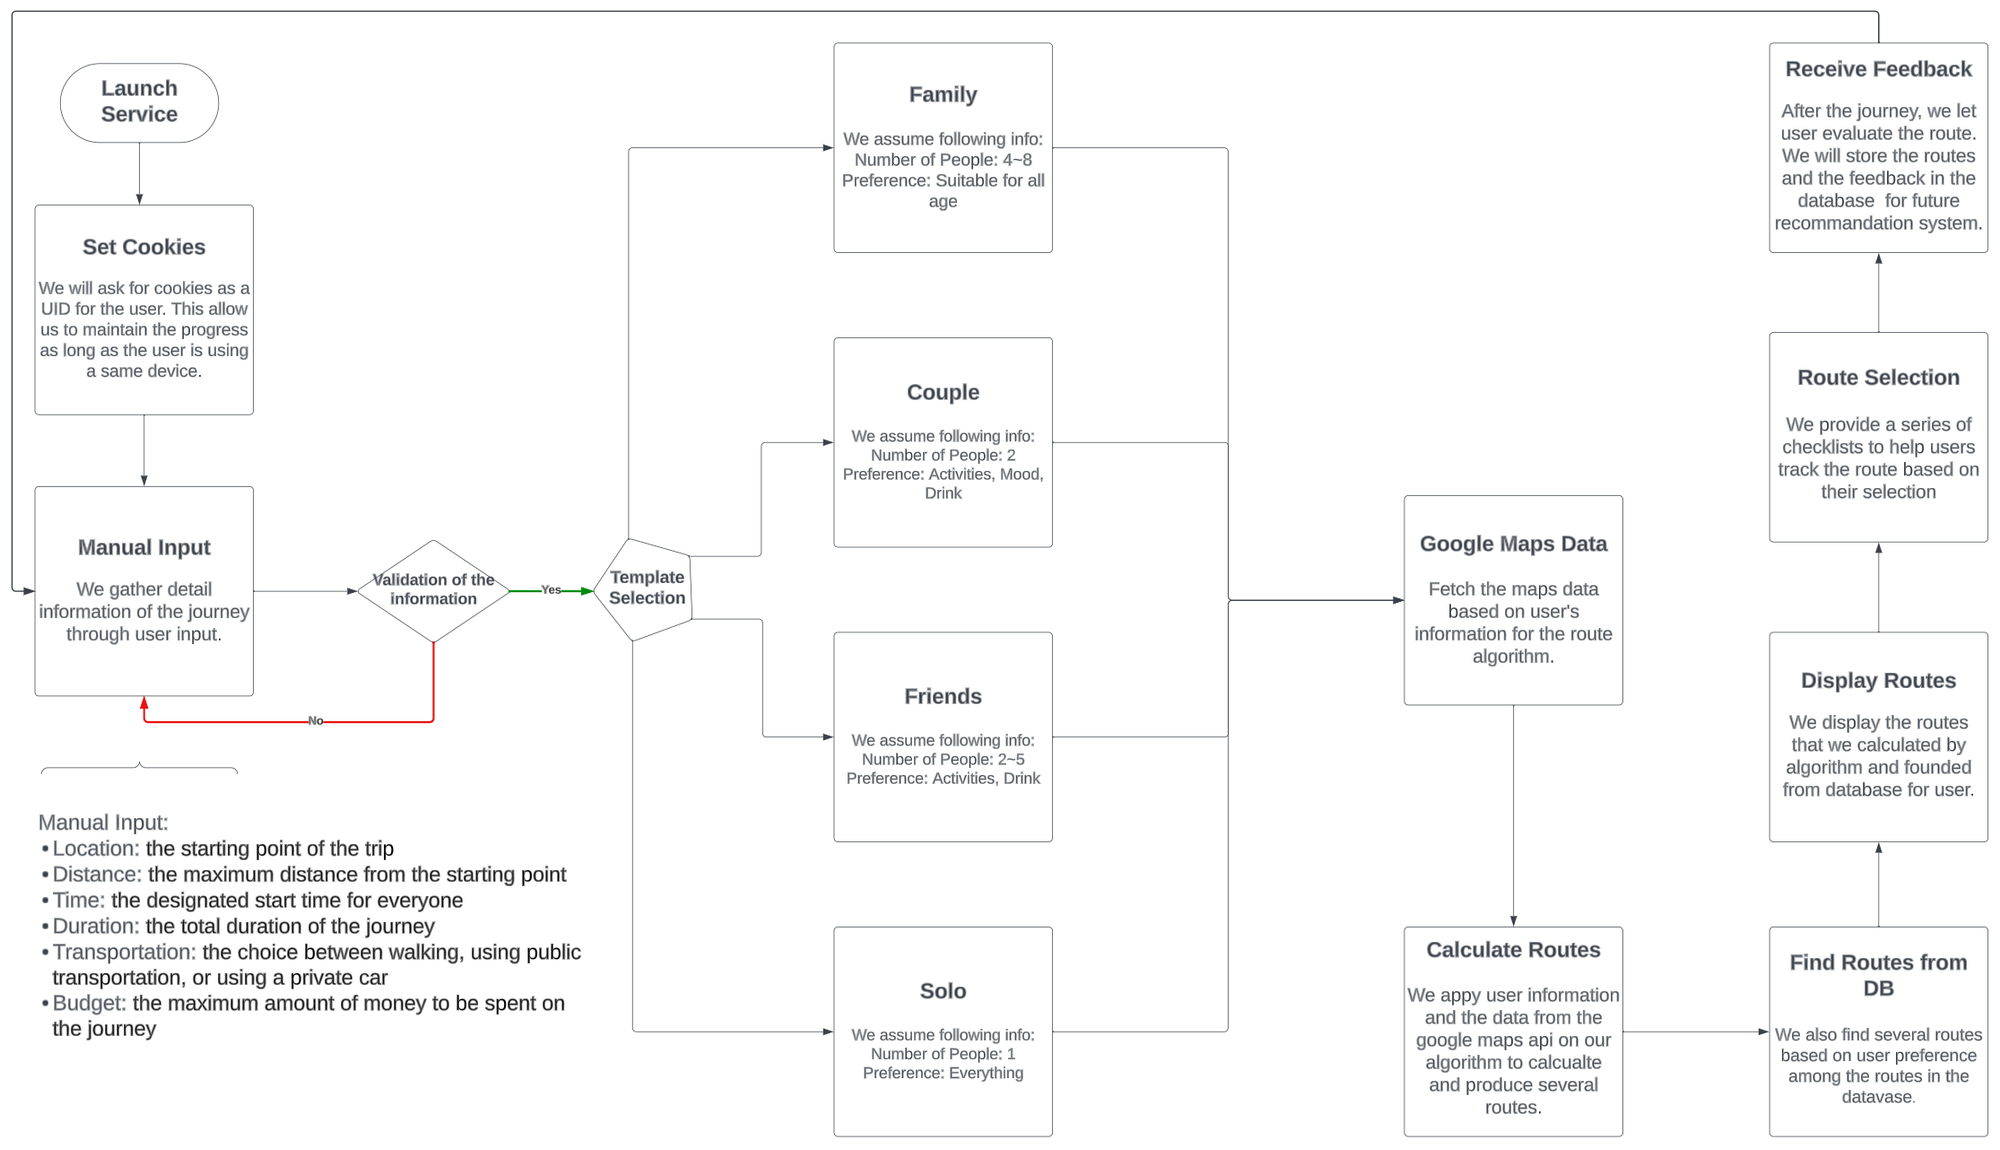 Launch
Service
Set Cookies
We will ask for cookies as a
UID for the user. This allow
us to maintain the progress
as long as the user is using
a same device.
Manual Input
We gather detail
information of the journey
through user input.
Validation of the
information
Yes
No
Template
Selection
Manual Input:
• Location: the starting point of the trip
• Distance: the maximum distance from the starting point
• Time: the designated start time for everyone
• Duration: the total duration of the journey
• Transportation: the choice between walking, using public
transportation, or using a private car
• Budget: the maximum amount of money to be spent on
the journey
Family
We assume following info:
Number of People: 4~8
Preference: Suitable for all
age
Couple
We assume following info:
Number of People: 2
Preference: Activities, Mood,
Drink
Friends
We assume following info:
Number of People: 2~5
Preference: Activities, Drink
Solo
We assume following info:
Number of People: 1
Preference: Everything
Google Maps Data
Fetch the maps data
based on user's
information for the route
algorithm.
Calculate Routes
We appy user information
and the data from the
google maps api on our
algorithm to calcualte
and produce several
routes.
Find Routes from
DB
We also find several routes
based on user preference
among the routes in the
datavase.
Display Routes
We display the routes
that we calculated by
algorithm and founded
from database for user.
Route Selection
We provide a series of
checklists to help users
track the route based on
their selection
Receive Feedback
After the journey, we let
user evaluate the route.
We will store the routes
and the feedback in the
database  for future
recommandation system.